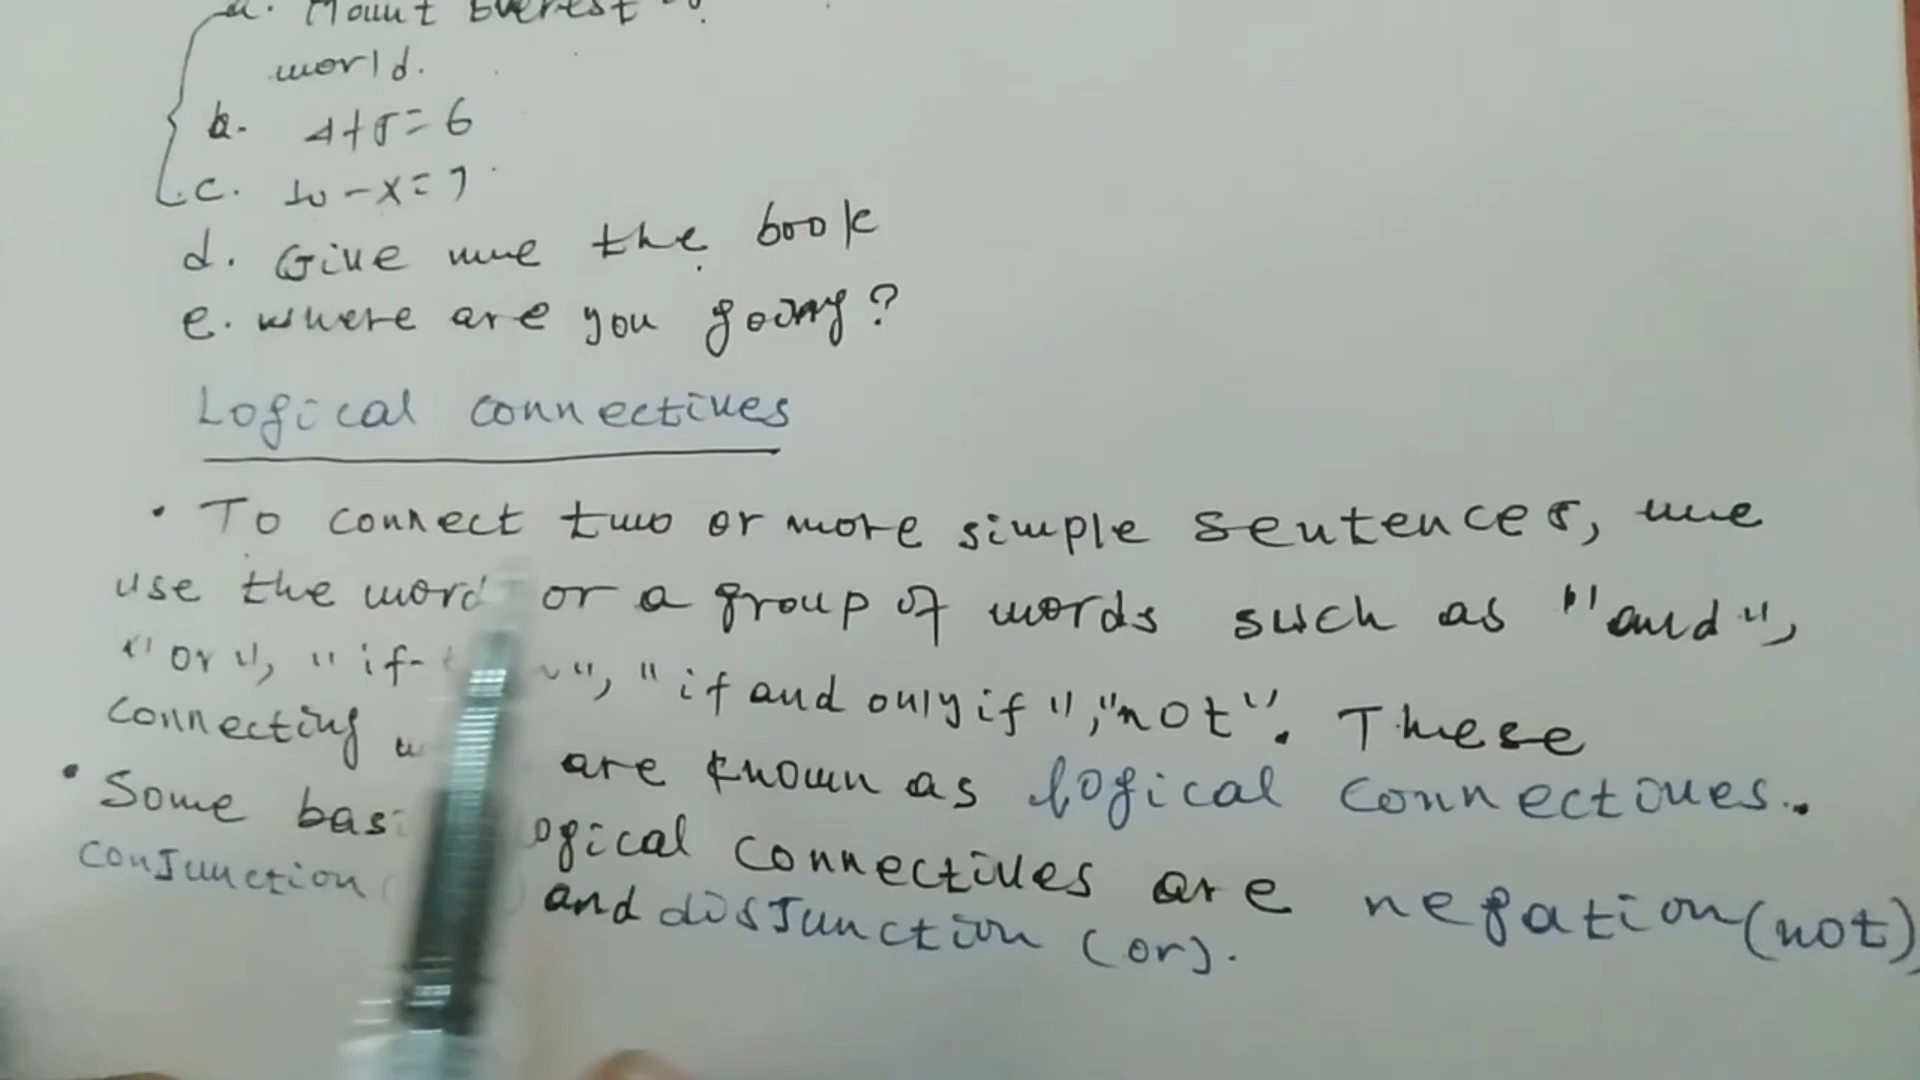 a. Mount Everest
world.
b. 4+5=6
c. 10-x=7
d. Give me the book
e. where are you going?
Logical connectives
• To connect two or more simple sentences, we
use the word or a group of words such as "and",
"or", "if- ", "if and only if", "not". These
connecting are known as logical connectives.
• Some basi ogical connectives are negation(not),
conjunction ( ) and disjunction (or).